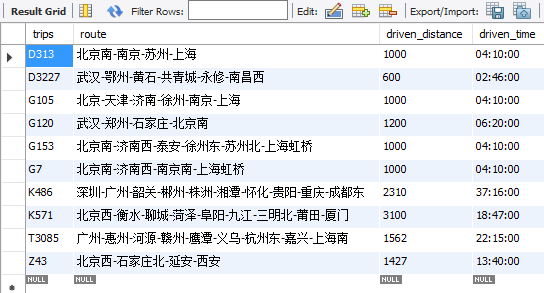 Result Grid Filter Rows: Edit: Export/Import:
trips route driven_distance driven_time
D313 北京南-南京-苏州-上海 1000 04:10:00
D3227 武汉-鄂州-黄石-共青城-永修-南昌西 600 02:46:00
G105 北京-天津-济南-徐州-南京-上海 1000 04:10:00
G120 武汉-郑州-石家庄-北京南 1200 06:20:00
G153 北京南-济南西-泰安-徐州东-苏州北-上海虹桥 1000 04:10:00
G7 北京南-济南西-南京南-上海虹桥 1000 04:10:00
K486 深圳-广州-韶关-郴州-株洲-湘潭-怀化-贵阳-重庆-成都东 2310 37:16:00
K571 北京西-衡水-聊城-菏泽-阜阳-九江-三明北-莆田-厦门 3100 18:47:00
T3085 广州-惠州-河源-赣州-鹰潭-义乌-杭州东-嘉兴-上海南 1562 22:15:00
Z43 北京西-石家庄北-延安-西安 1427 13:40:00
NULL NULL NULL NULL